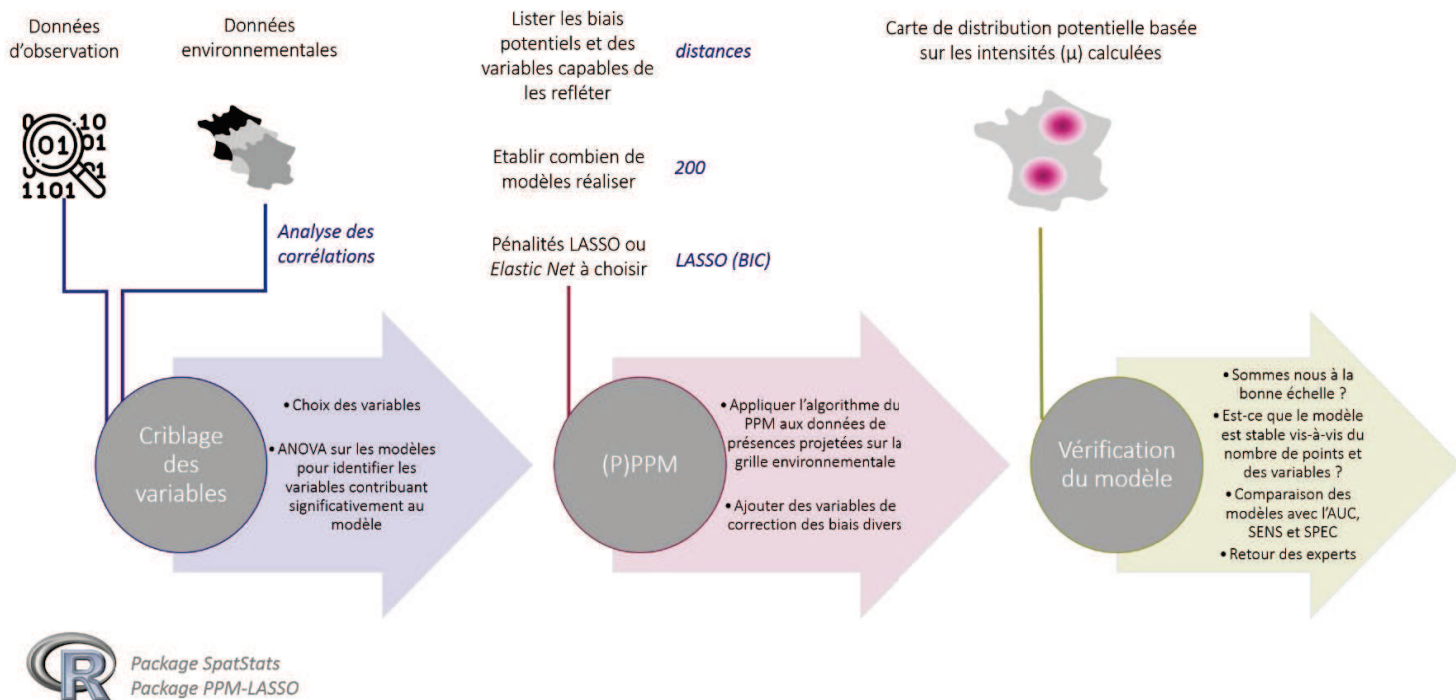 Données
d'observation
0 10
01 01
01
1101
Données
environnementales
Analyse des
corrélations
Criblage
des
variables
• Choix des variables
• ANOVA sur les modèles
pour identifier les
variables contribuant
significativement au
modèle
Lister les biais
potentiels et des
variables capables de
les refléter
distances
Etablir combien de
modèles réaliser
200
Pénalités LASSO ou
Elastic Net à choisir
LASSO (BIC)
(P)PPM
• Appliquer l'algorithme du
PPM aux données de
présences projetées sur la
grille environnementale
• Ajouter des variables de
correction des biais divers
Carte de distribution potentielle basée
sur les intensités (µ) calculées
Vérification
du modèle
• Sommes nous à la
bonne échelle ?
• Est-ce que le modèle
est stable vis-à-vis du
nombre de points et
des variables ?
• Comparaison des
modèles avec l'AUC,
SENS et SPEC
• Retour des experts
R
Package SpatStats
Package PPM-LASSO